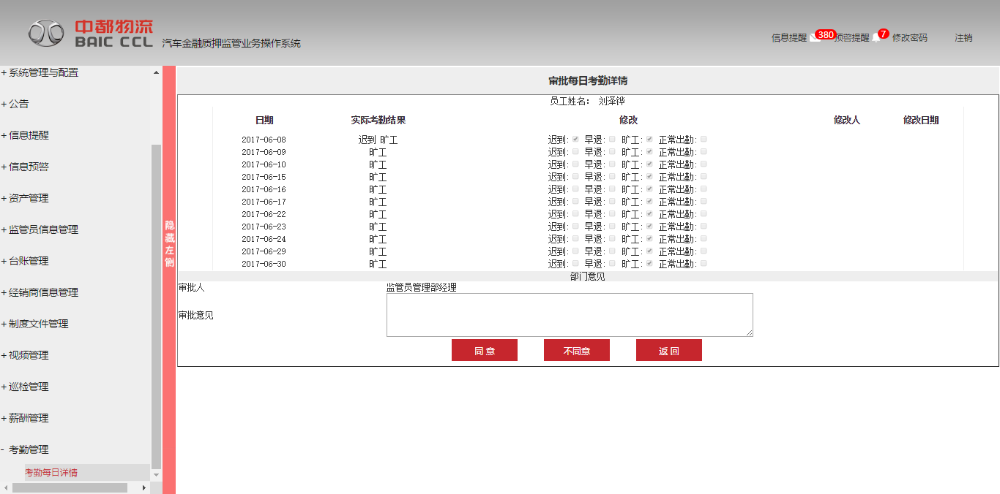 中都物流
BAIC CCL
汽车金融质押监管业务操作系统
信息提醒 380 预警提醒 7 修改密码 注销
+ 系统管理与配置
+ 公告
+ 信息提醒
+ 信息预警
+ 资产管理
+ 监管员信息管理
+ 台账管理
+ 经销商信息管理
+ 制度文件管理
+ 视频管理
+ 巡检管理
+ 薪酬管理
- 考勤管理
考勤每日详情
隐藏左侧
审批每日考勤详情
员工姓名: 刘泽铧
日期 实际考勤结果 修改 修改人 修改日期
2017-06-08 迟到 旷工 迟到: 早退: 旷工: 正常出勤:
2017-06-09 旷工 迟到: 早退: 旷工: 正常出勤:
2017-06-10 旷工 迟到: 早退: 旷工: 正常出勤:
2017-06-15 旷工 迟到: 早退: 旷工: 正常出勤:
2017-06-16 旷工 迟到: 早退: 旷工: 正常出勤:
2017-06-17 旷工 迟到: 早退: 旷工: 正常出勤:
2017-06-22 旷工 迟到: 早退: 旷工: 正常出勤:
2017-06-23 旷工 迟到: 早退: 旷工: 正常出勤:
2017-06-24 旷工 迟到: 早退: 旷工: 正常出勤:
2017-06-29 旷工 迟到: 早退: 旷工: 正常出勤:
2017-06-30 旷工 迟到: 早退: 旷工: 正常出勤:
部门意见
审批人 监管员管理部经理
审批意见
同 意 不同意 返 回